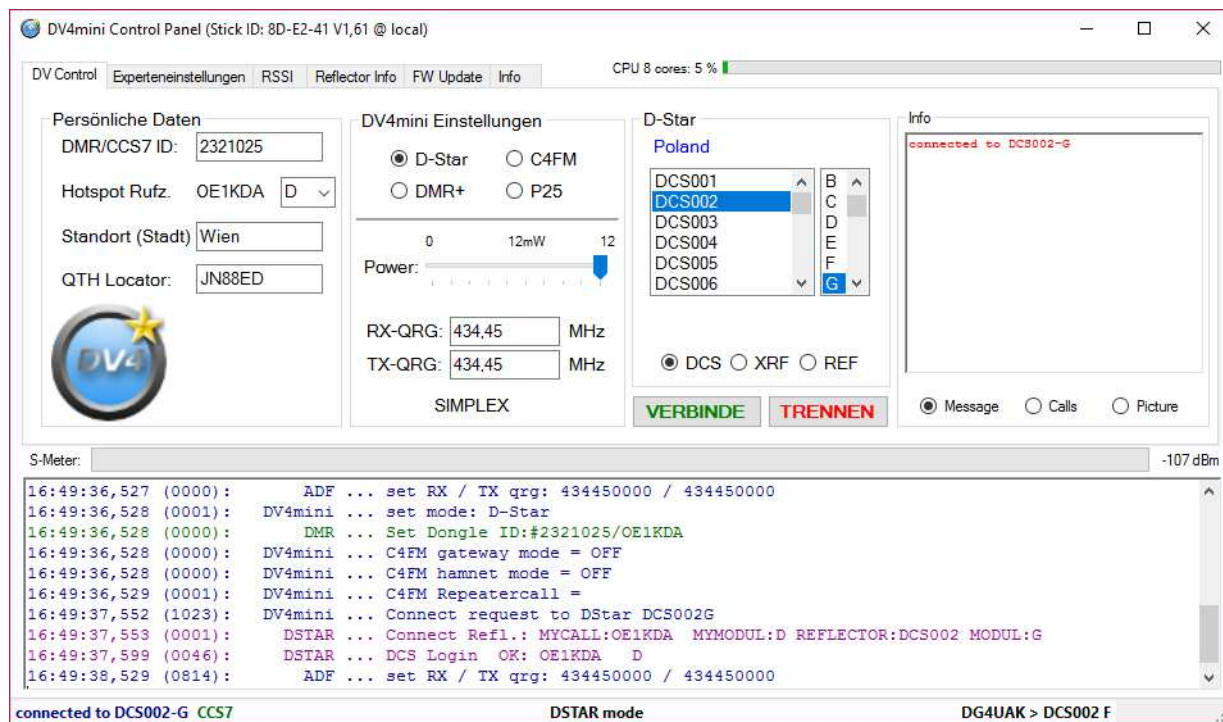 DV4mini Control Panel (Stick ID: 8D-E2-41 V1,61 @ local)
DV Control Experteneinstellungen RSSI Reflector Info FW Update Info
CPU 8 cores: 5 %
Persönliche Daten
DMR/CCS7 ID: 2321025
Hotspot Rufz. OE1KDA D
Standort (Stadt) Wien
QTH Locator: JN88ED
DV4
DV4mini Einstellungen
D-Star C4FM
DMR+ P25
0 12mW 12
Power:
RX-QRG: 434,45 MHz
TX-QRG: 434,45 MHz
SIMPLEX
D-Star
Poland
DCS001 B
DCS002 C
DCS003 D
DCS004 E
DCS005 F
DCS006 G
DCS XRF REF
VERBINDE TRENNEN
Info
connected to DCS002-G
Message Calls Picture
S-Meter: -107 dBm
16:49:36,527 (0000): ADF ... set RX / TX qrg: 434450000 / 434450000
16:49:36,528 (0001): DV4mini ... set mode: D-Star
16:49:36,528 (0000): DMR ... Set Dongle ID:#2321025/OE1KDA
16:49:36,528 (0000): DV4mini ... C4FM gateway mode = OFF
16:49:36,528 (0000): DV4mini ... C4FM hamnet mode = OFF
16:49:36,529 (0001): DV4mini ... C4FM Repeatercall =
16:49:37,552 (1023): DV4mini ... Connect request to DStar DCS002G
16:49:37,553 (0001): DSTAR ... Connect Refl.: MYCALL:OE1KDA MYMODUL:D REFLECTOR:DCS002 MODUL:G
16:49:37,599 (0046): DSTAR ... DCS Login OK: OE1KDA D
16:49:38,529 (0814): ADF ... set RX / TX qrg: 434450000 / 434450000
connected to DCS002-G CCS7 DSTAR mode DG4UAK > DCS002 F